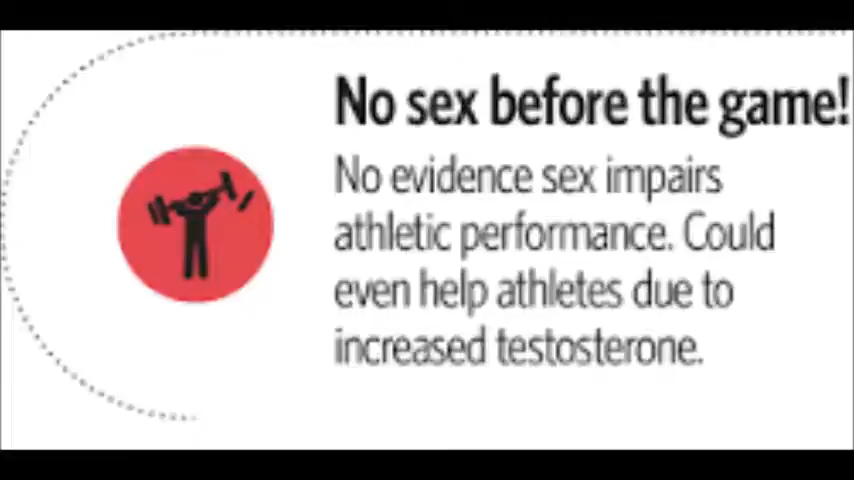 No sex before the game!
No evidence sex impairs
athletic performance. Could
even help athletes due to
increased testosterone.